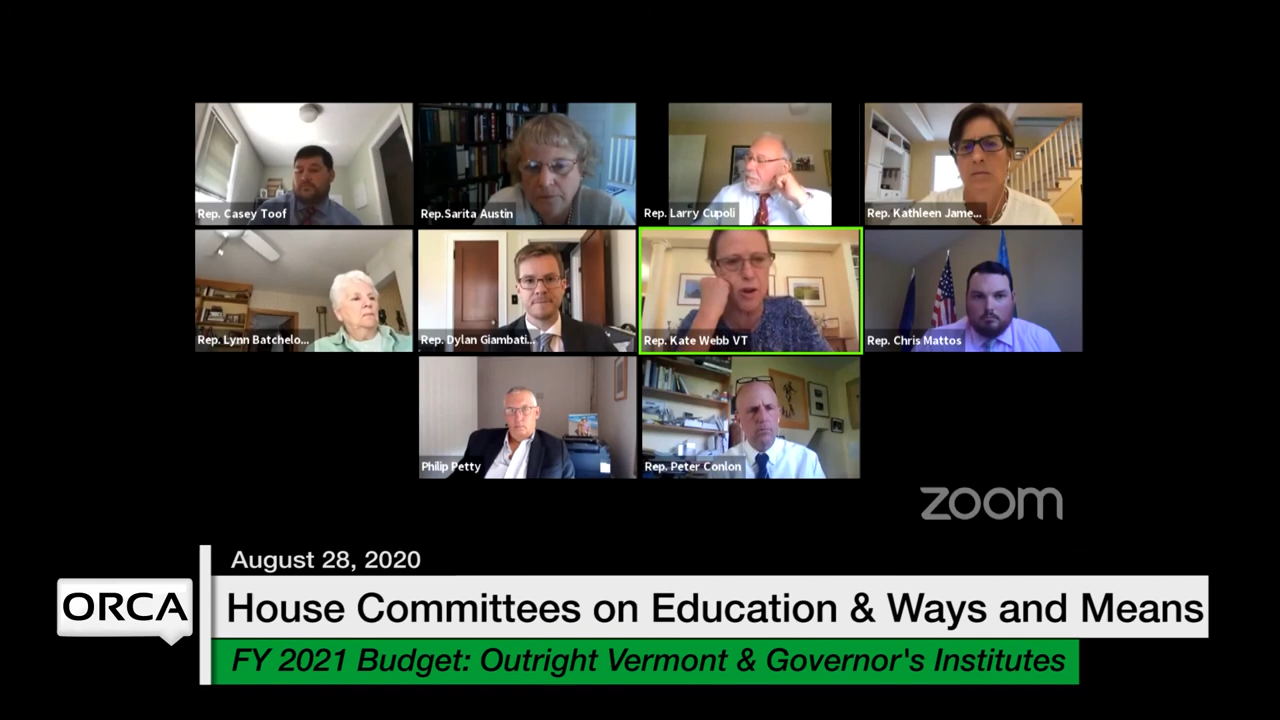 Rep. Casey Toof
Rep.Sarita Austin
Rep. Larry Cupoli
Rep. Kathleen Jame...
Rep. Lynn Batchelo...
Rep. Dylan Giambati...
Rep. Kate Webb VT
Rep. Chris Mattos
Philip Petty
Rep. Peter Conlon
zoom
August 28, 2020
ORCA
House Committees on Education & Ways and Means
FY 2021 Budget: Outright Vermont & Governor's Institutes